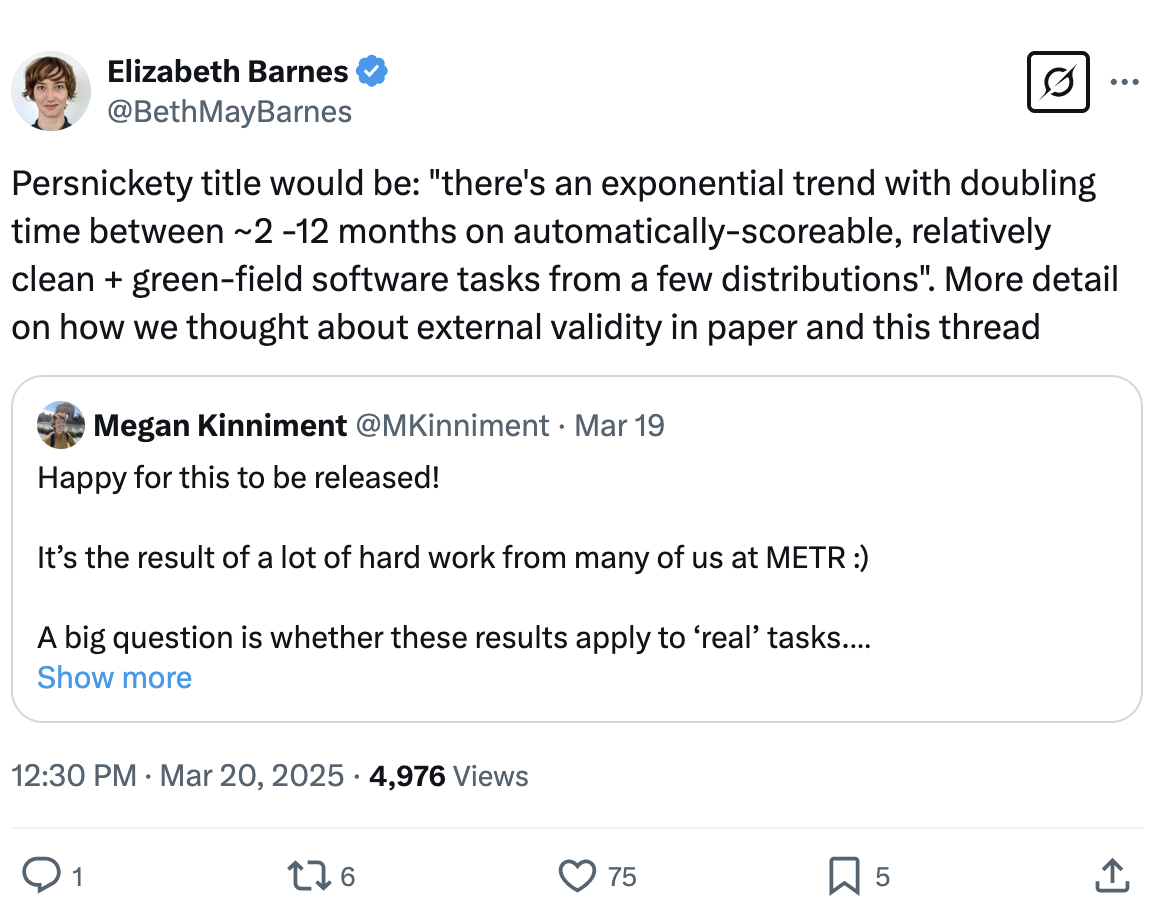 Elizabeth Barnes
@BethMayBarnes
Persnickety title would be: "there's an exponential trend with doubling
time between ~2 -12 months on automatically-scoreable, relatively
clean + green-field software tasks from a few distributions". More detail
on how we thought about external validity in paper and this thread
Megan Kinniment @MKinniment · Mar 19
Happy for this to be released!
It’s the result of a lot of hard work from many of us at METR :)
A big question is whether these results apply to ‘real’ tasks....
Show more
12:30 PM · Mar 20, 2025 · 4,976 Views
1 6 75 5